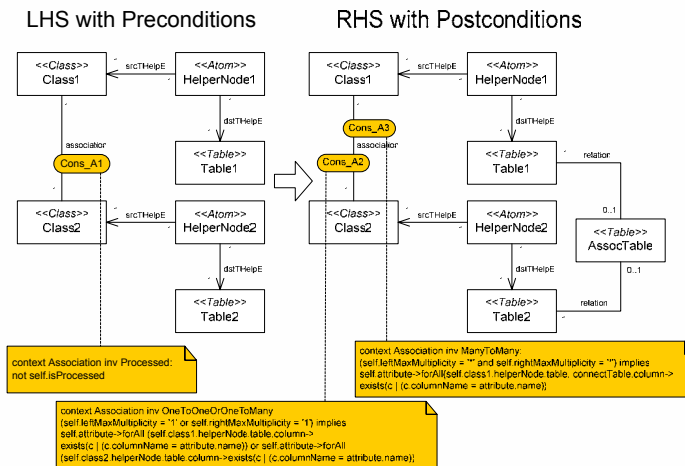 LHS with Preconditions
RHS with Postconditions
<<Class>>
Class1
srcTHelpE
<<Atom>>
HelperNode1
<<Class>>
Class1
srcTHelpE
<<Atom>>
HelperNode1
dstTHelpE
dstTHelpE
Cons_A3
association
association
Cons_A1
Cons_A2
<<Table>>
Table1
<<Table>>
Table1
relation
<<Class>>
Class2
srcTHelpE
<<Atom>>
HelperNode2
<<Class>>
Class2
srcTHelpE
<<Atom>>
HelperNode2
0..1
<<Table>>
AssocTable
0..1
dstTHelpE
dstTHelpE
<<Table>>
Table2
<<Table>>
Table2
relation
context Association inv Processed:
not self.isProcessed
context Association inv ManyToMany:
(self.leftMaxMultiplicity = '*' and self.rightMaxMultiplicity = '*') implies
self.attribute->forAll(self.class1.helperNode.table. connectTable.column->
exists(c | (c.columnName = attribute.name))
context Association inv OneToOneOrOneToMany
(self.leftMaxMultiplicity = '1' or self.rightMaxMultiplicity = '1') implies
self.attribute->forAll (self.class1.helperNode.table.column->
exists(c | (c.columnName = attribute.name)) or self.attribute->forAll
(self.class2.helperNode.table.column->exists(c | (c.columnName = attribute.name))